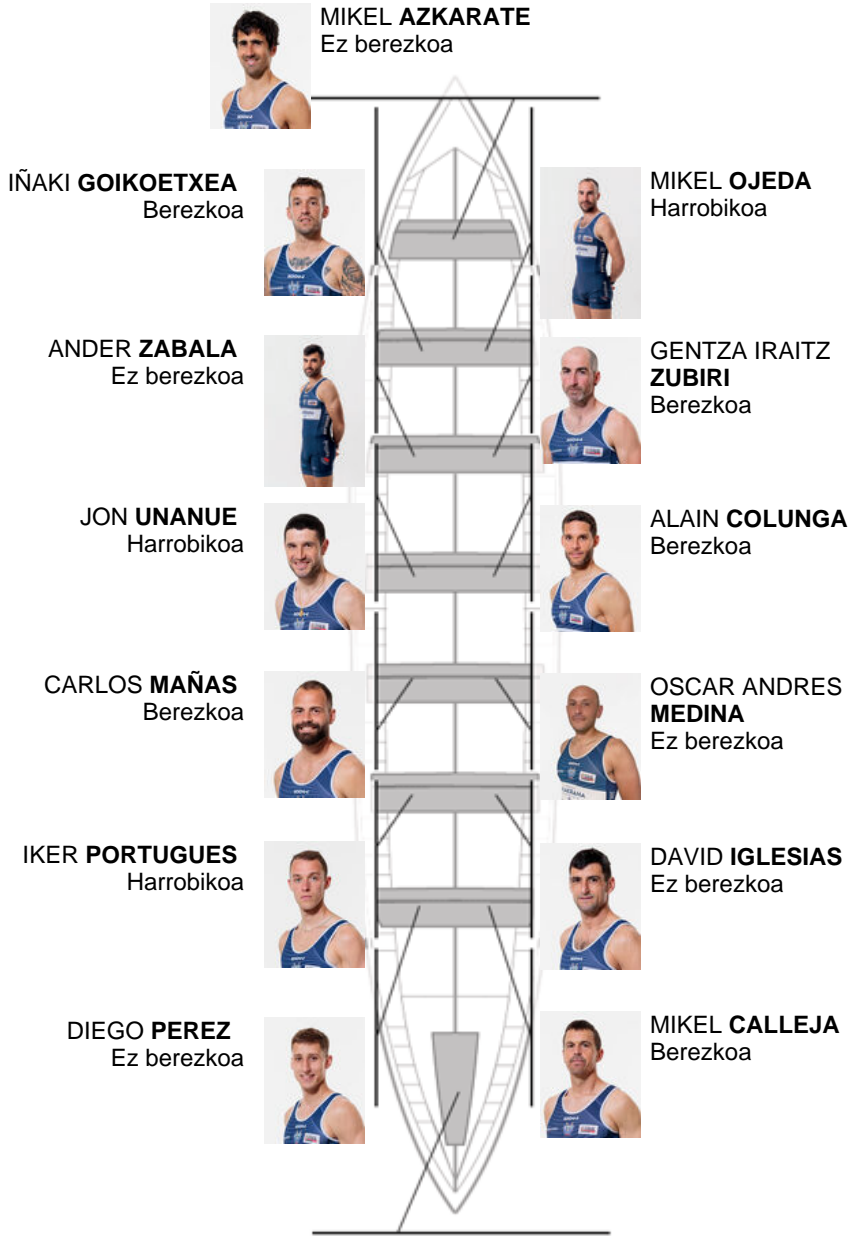 MIKEL AZKARATE
Ez berezkoa
IÑAKI GOIKOETXEA
Berezkoa
MIKEL OJEDA
Harrobikoa
ANDER ZABALA
Ez berezkoa
GENTZA IRAITZ
ZUBIRI
Berezkoa
JON UNANUE
Harrobikoa
ALAIN COLUNGA
Berezkoa
CARLOS MAÑAS
Berezkoa
OSCAR ANDRES
MEDINA
Ez berezkoa
IKER PORTUGUES
Harrobikoa
DAVID IGLESIAS
Ez berezkoa
DIEGO PEREZ
Ez berezkoa
MIKEL CALLEJA
Berezkoa